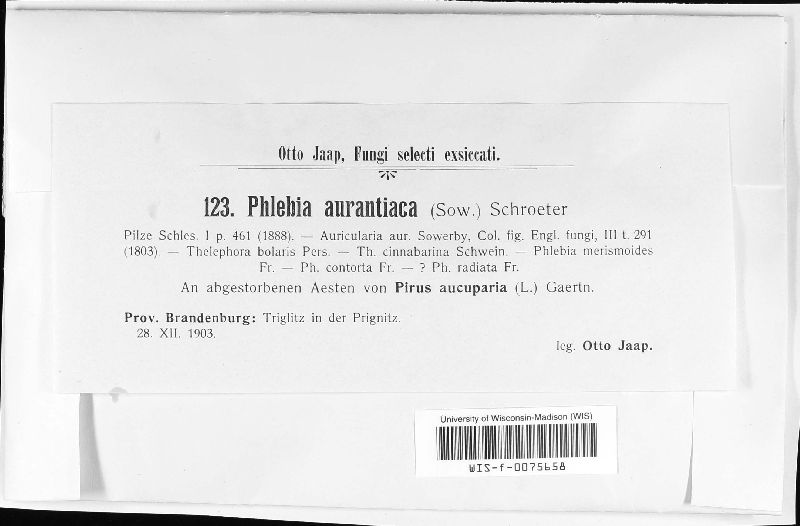 Otto Jaap, Fungi selecti exsiccati.
123. Phlebia aurantiaca (Sow.) Schroeter
Pilze Schles. I p. 461 (1888). — Auricularia aur. Sowerby, Col. fig. Engl. fungi, III t. 291
(1803) — Thelephora bolaris Pers. — Th. cinnabarina Schwein. — Phlebia merismoides
Fr. — Ph. contorta Fr. — ? Ph. radiata Fr.
An abgestorbenen Aesten von Pirus aucuparia (L.) Gaertn.
Prov. Brandenburg: Triglitz in der Prignitz.
28. XII. 1903.
leg. Otto Jaap.
University of Wisconsin-Madison (WIS)
WIS-f-0075658